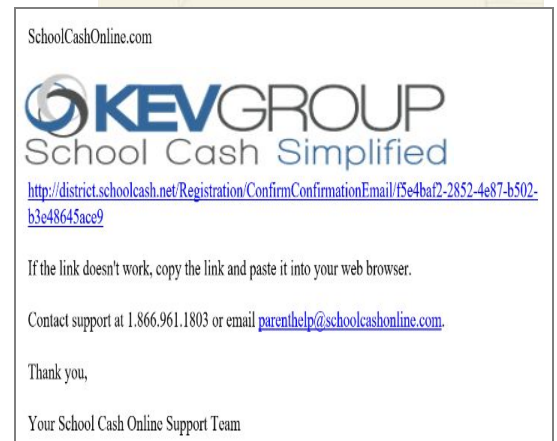 SchoolCashOnline.com
KEVGROUP
School Cash Simplified
http://district.schoolcash.net/Registration/ConfirmConfirmationEmail/f5e4baf2-2852-4e87-b502-
b3e48645ace9
If the link doesn't work, copy the link and paste it into your web browser.
Contact support at 1.866.961.1803 or email parenthelp@schoolcashonline.com.
Thank you,
Your School Cash Online Support Team